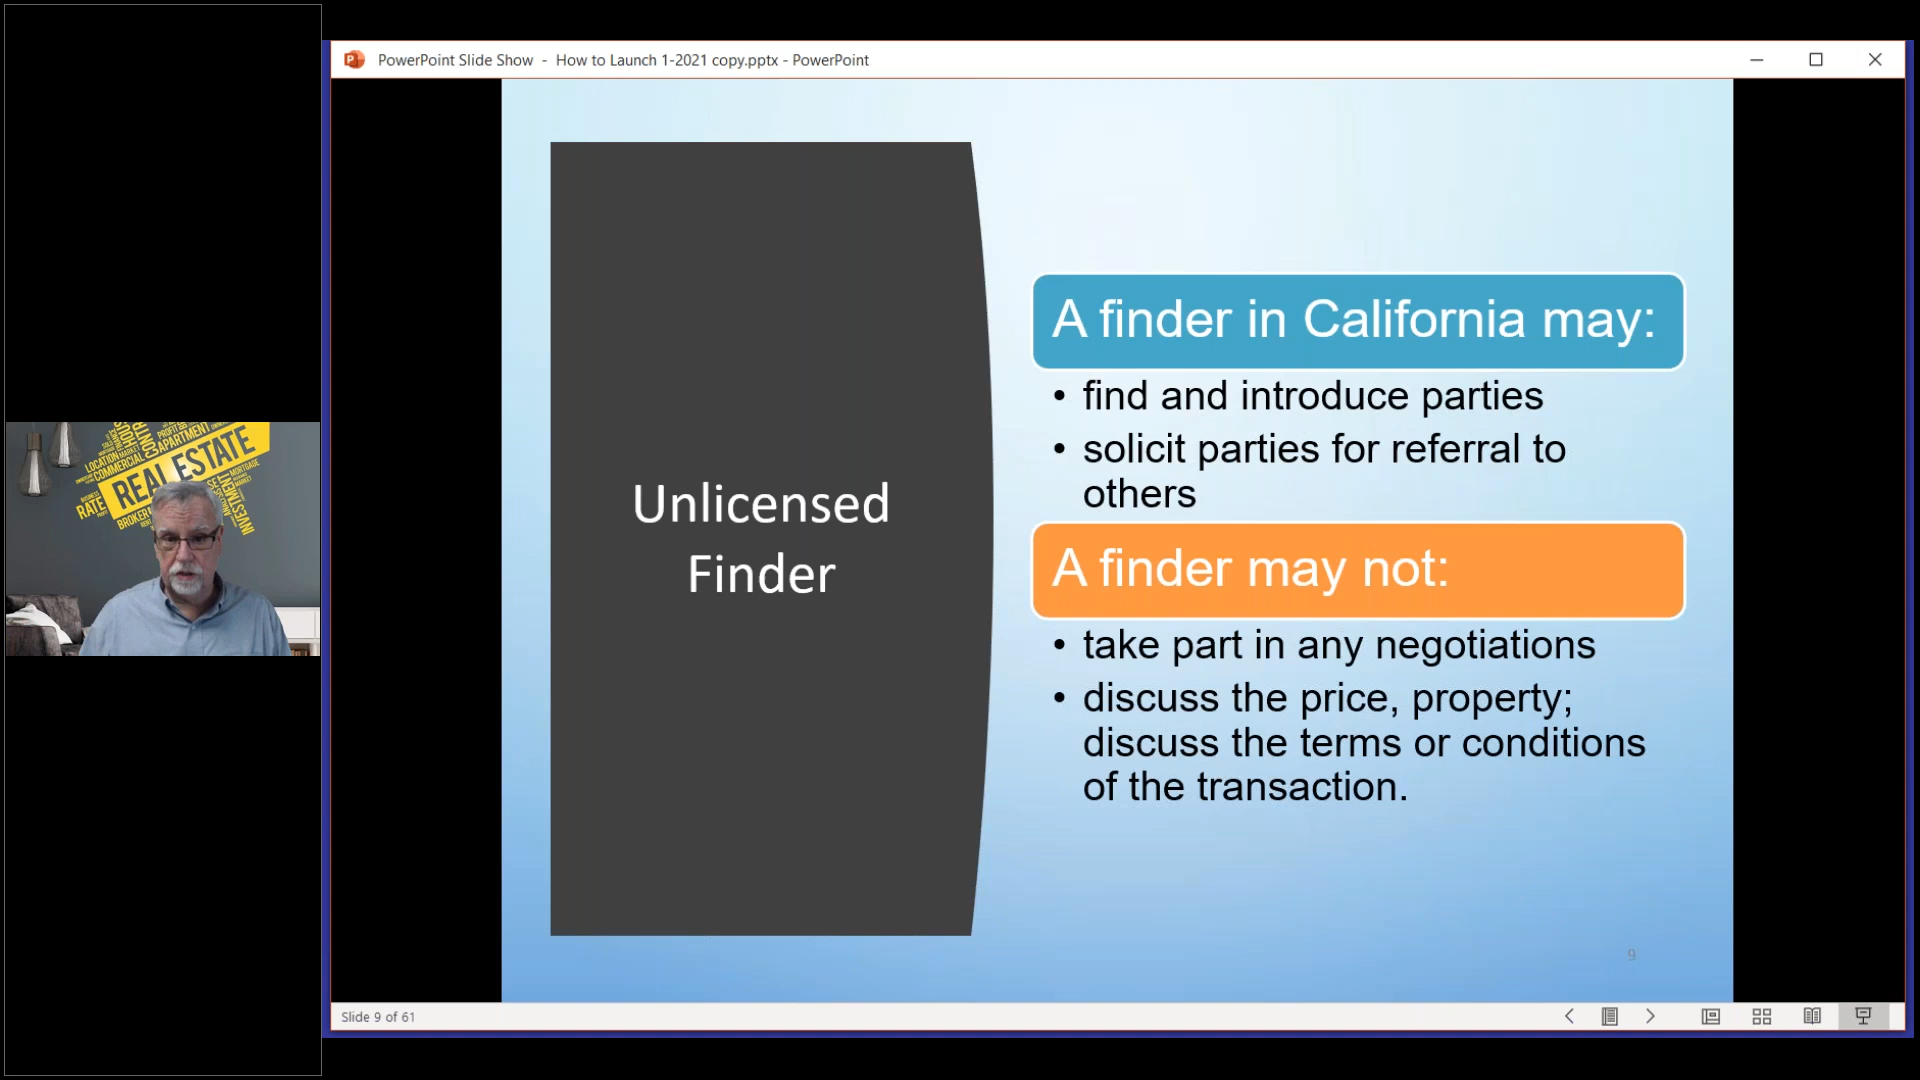 PowerPoint Slide Show - How to Launch 1-2021 copy.pptx - PowerPoint
Unlicensed
Finder
A finder in California may:
• find and introduce parties
• solicit parties for referral to
others
A finder may not:
• take part in any negotiations
• discuss the price, property;
discuss the terms or conditions
of the transaction.
9
Slide 9 of 61
REAL ESTATE
LOCATION
COMMERCIAL
APARTMENT
PROFIT
RATE
INVESTMENT
MORTGAGE